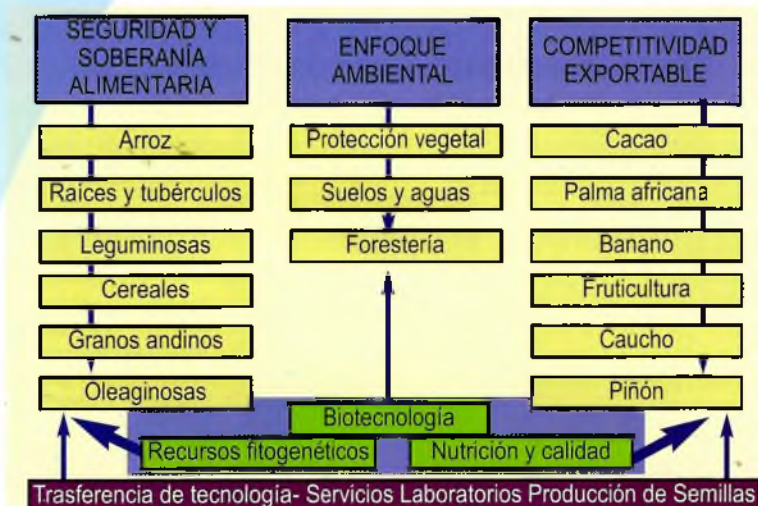 SEGURIDAD Y
SOBERANÍA
ALIMENTARIA
Arroz
Raíces y tubérculos
Leguminosas
Cereales
Granos andinos
Oleaginosas
ENFOQUE
AMBIENTAL
Protección vegetal
Suelos y aguas
Forestería
COMPETITIVIDAD
EXPORTABLE
Cacao
Palma africana
Banano
Fruticultura
Caucho
Piñón
Biotecnología
Recursos fitogenéticos
Nutrición y calidad
Trasferencia de tecnología- Servicios Laboratorios Producción de Semillas